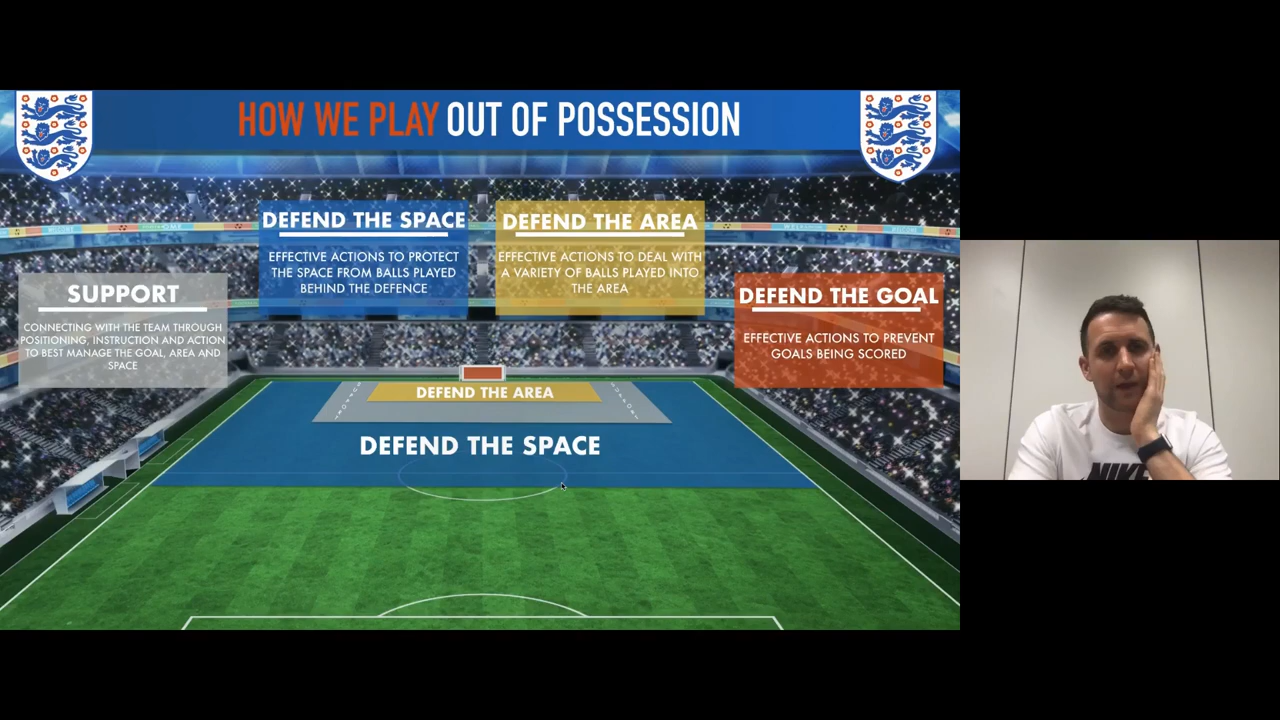 HOW WE PLAY OUT OF POSSESSION
DEFEND THE SPACE
EFFECTIVE ACTIONS TO PROTECT
THE SPACE FROM BALLS PLAYED
BEHIND THE DEFENCE
DEFEND THE AREA
EFFECTIVE ACTIONS TO DEAL WITH
A VARIETY OF BALLS PLAYED INTO
THE AREA
SUPPORT
CONNECTING WITH THE TEAM THROUGH
POSITIONING, INSTRUCTION AND ACTION
TO BEST MANAGE THE GOAL, AREA AND
SPACE
DEFEND THE GOAL
EFFECTIVE ACTIONS TO PREVENT
GOALS BEING SCORED
SUPPORT
DEFEND THE AREA
SUPPORT
DEFEND THE SPACE
NIKE